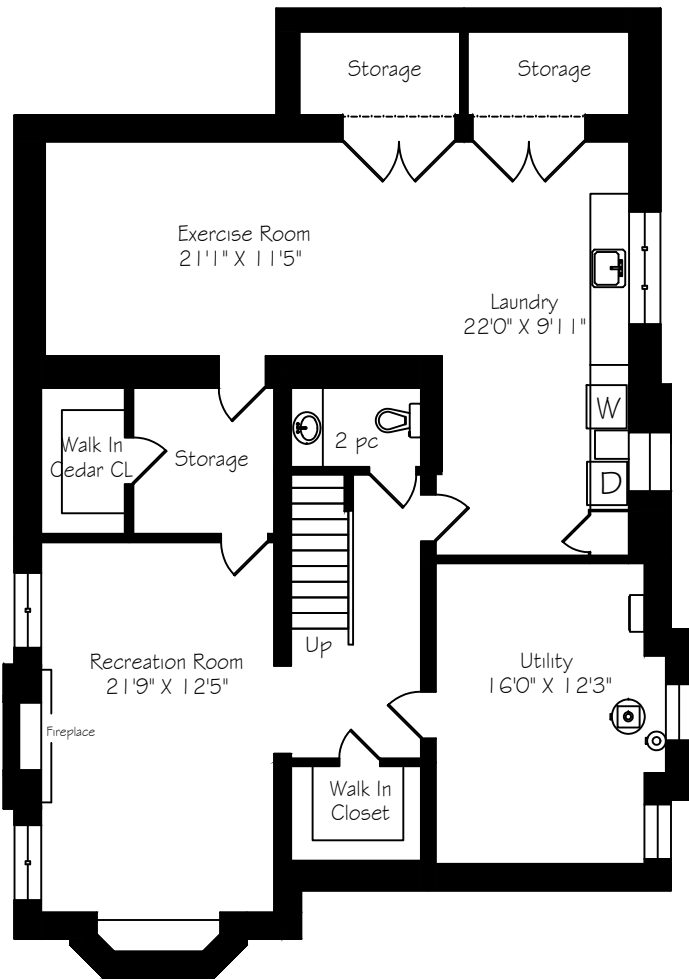 Storage
Storage
Exercise Room
21'1" X 11'5"
Laundry
22'0" X 9'11"
W
Walk In
Cedar CL
Storage
2 pc
D
Up
Recreation Room
21'9" X 12'5"
Utility
16'0" X 12'3"
Fireplace
Walk In
Closet